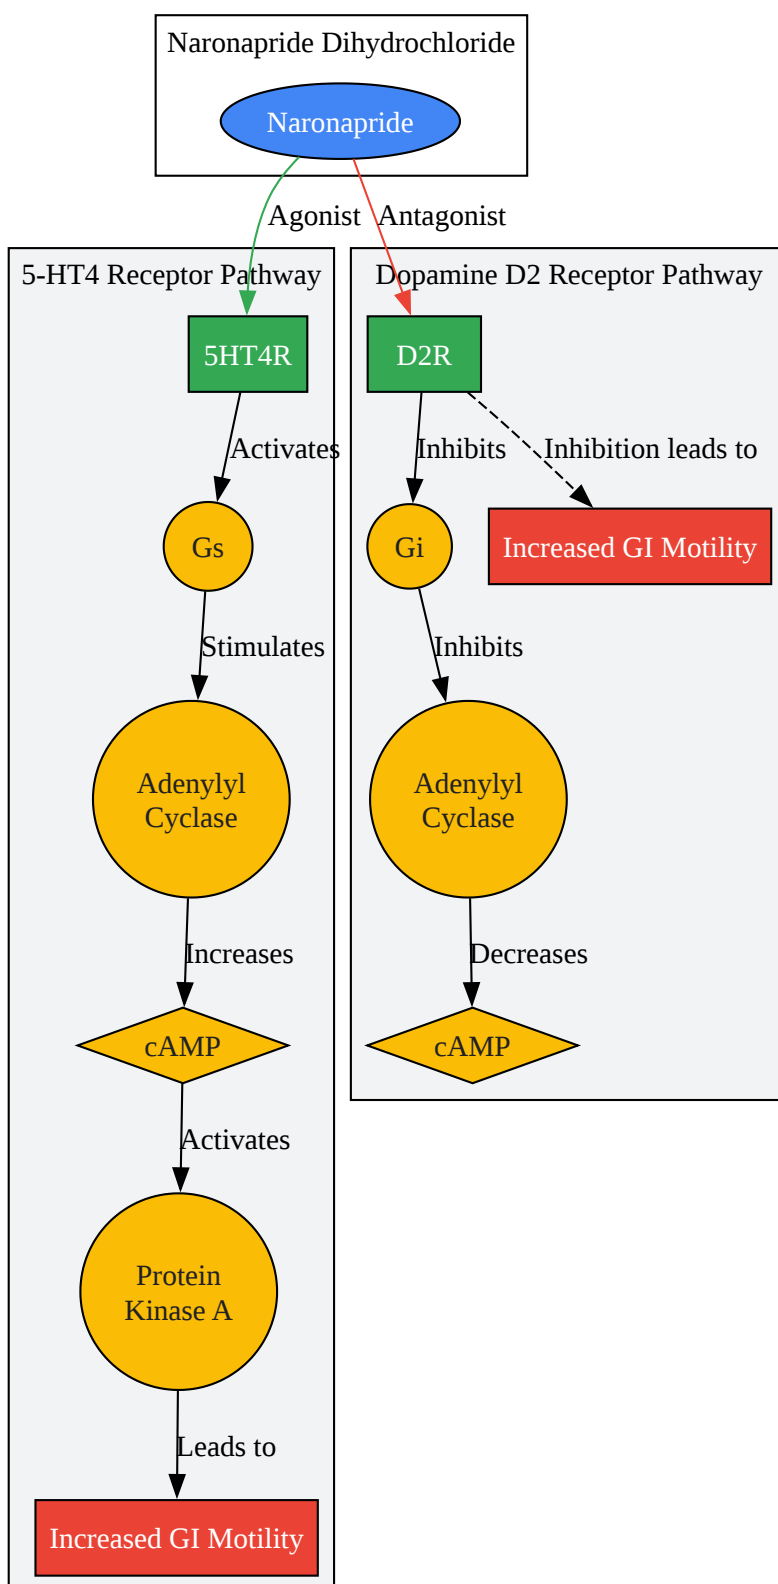 Naronapride Dihydrochloride
Naronapride
Agonist
Antagonist
5-HT4 Receptor Pathway
5HT4R
Activates
Gs
Stimulates
Adenylyl
Cyclase
Increases
cAMP
Activates
Protein
Kinase A
Leads to
Increased GI Motility
Dopamine D2 Receptor Pathway
D2R
Inhibits
Inhibition leads to
Gi
Increased GI Motility
Inhibits
Adenylyl
Cyclase
Decreases
cAMP